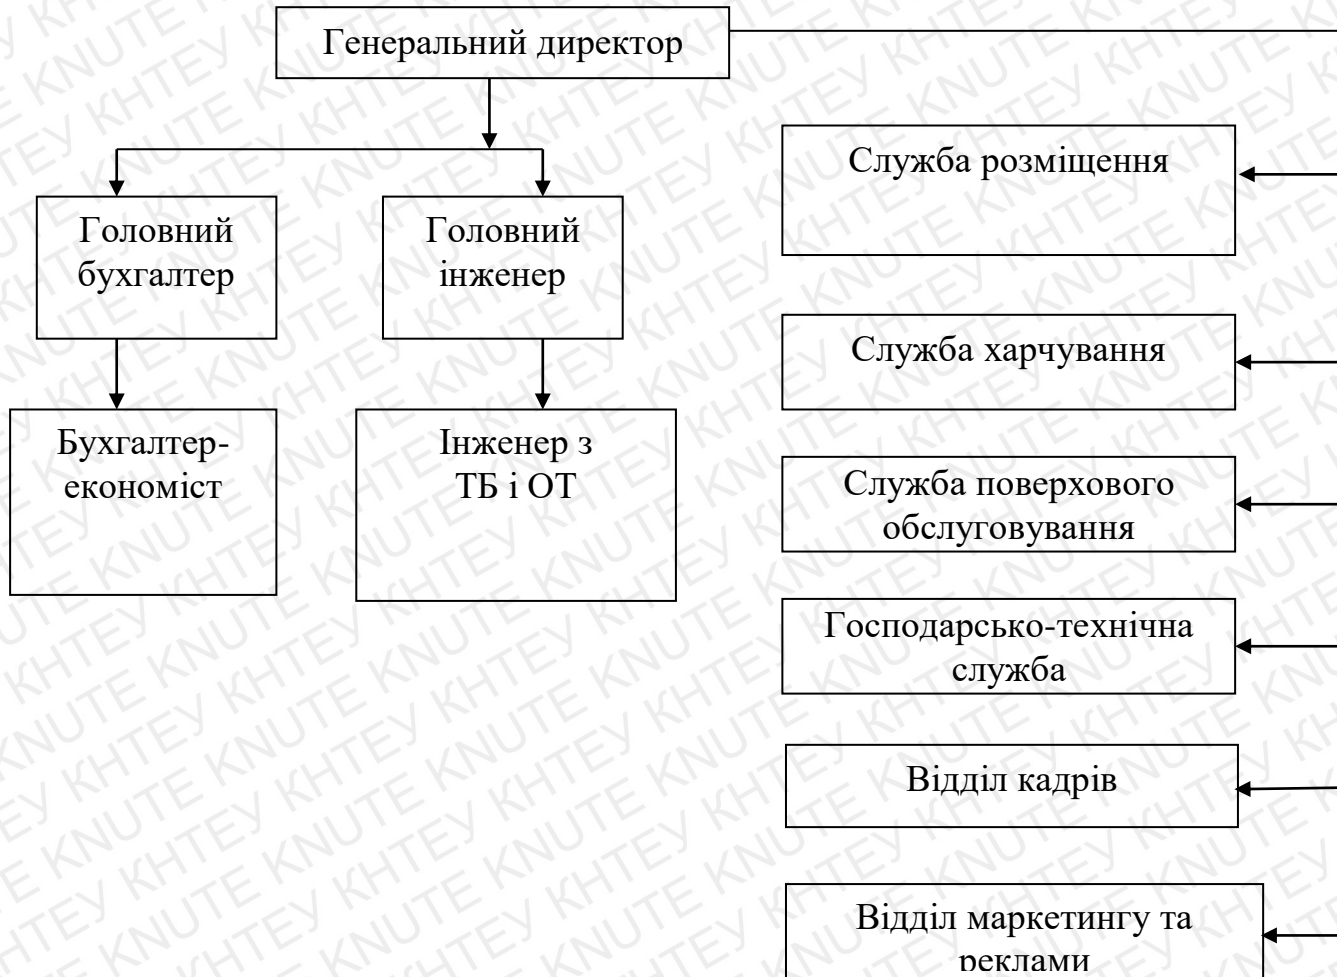 Генеральний директор
Головний
бухгалтер
Головний
інженер
Бухгалтер-
економіст
Інженер з
ТБ і ОТ
Служба розміщення
Служба харчування
Служба поверхового
обслуговування
Господарсько-технічна
служба
Відділ кадрів
Відділ маркетингу та
реклами